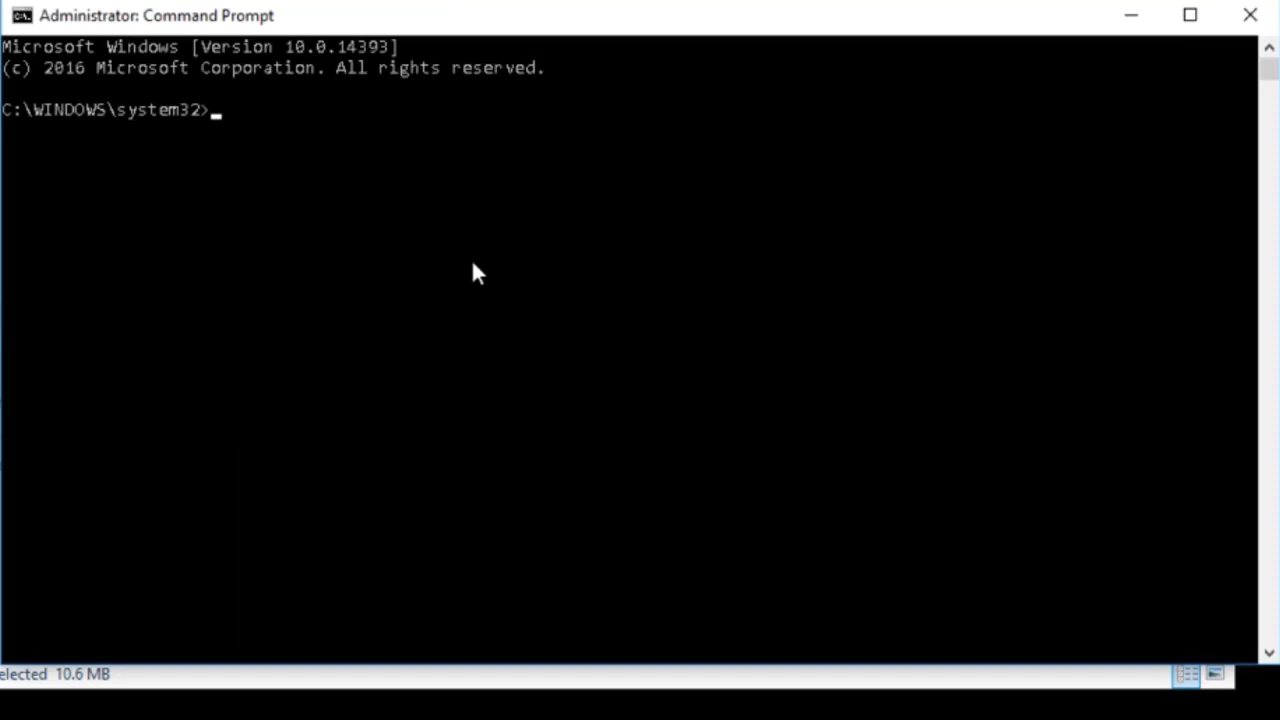 Administrator: Command Prompt
Microsoft Windows [Version 10.0.14393]
(c) 2016 Microsoft Corporation. All rights reserved.
C:\WINDOWS\system32>
elected 10.6 MB